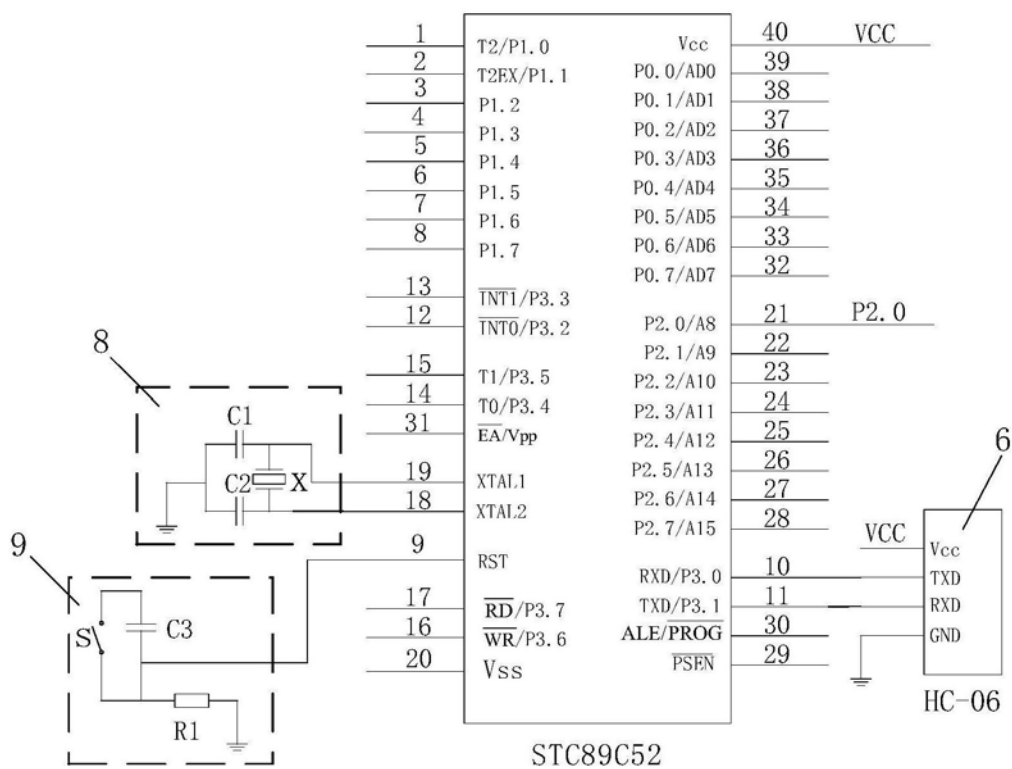 1 T2/P1.0
2 T2EX/P1.1
3 P1.2
4 P1.3
5 P1.4
6 P1.5
7 P1.6
8 P1.7
13 INT1/P3.3
12 INT0/P3.2
15 T1/P3.5
14 T0/P3.4
31 EA/Vpp
19 XTAL1
18 XTAL2
9 RST
17 RD/P3.7
16 WR/P3.6
20 Vss
Vcc 40 VCC
P0.0/AD0 39
P0.1/AD1 38
P0.2/AD2 37
P0.3/AD3 36
P0.4/AD4 35
P0.5/AD5 34
P0.6/AD6 33
P0.7/AD7 32
P2.0/A8 21 P2.0
P2.1/A9 22
P2.2/A10 23
P2.3/A11 24
P2.4/A12 25
P2.5/A13 26
P2.6/A14 27
P2.7/A15 28
RXD/P3.0 10
TXD/P3.1 11
ALE/PROG 30
PSEN 29
STC89C52
8
C1
C2 X
9
S C3
R1
6
VCC Vcc
TXD
RXD
GND
HC-06